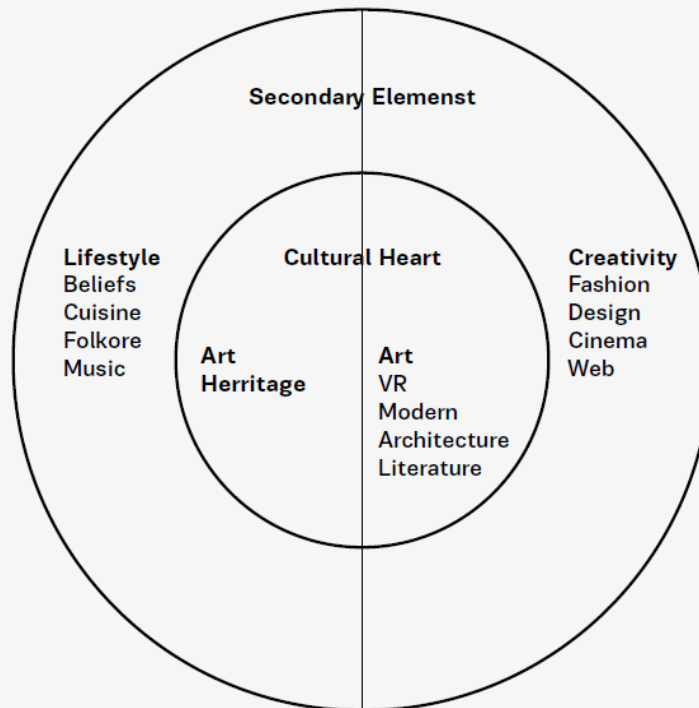 Secondary Elemenst
Cultural Heart
Lifestyle
Beliefs
Cuisine
Folkore
Music
Art
Herritage
Art
VR
Modern
Architecture
Literature
Creativity
Fashion
Design
Cinema
Web